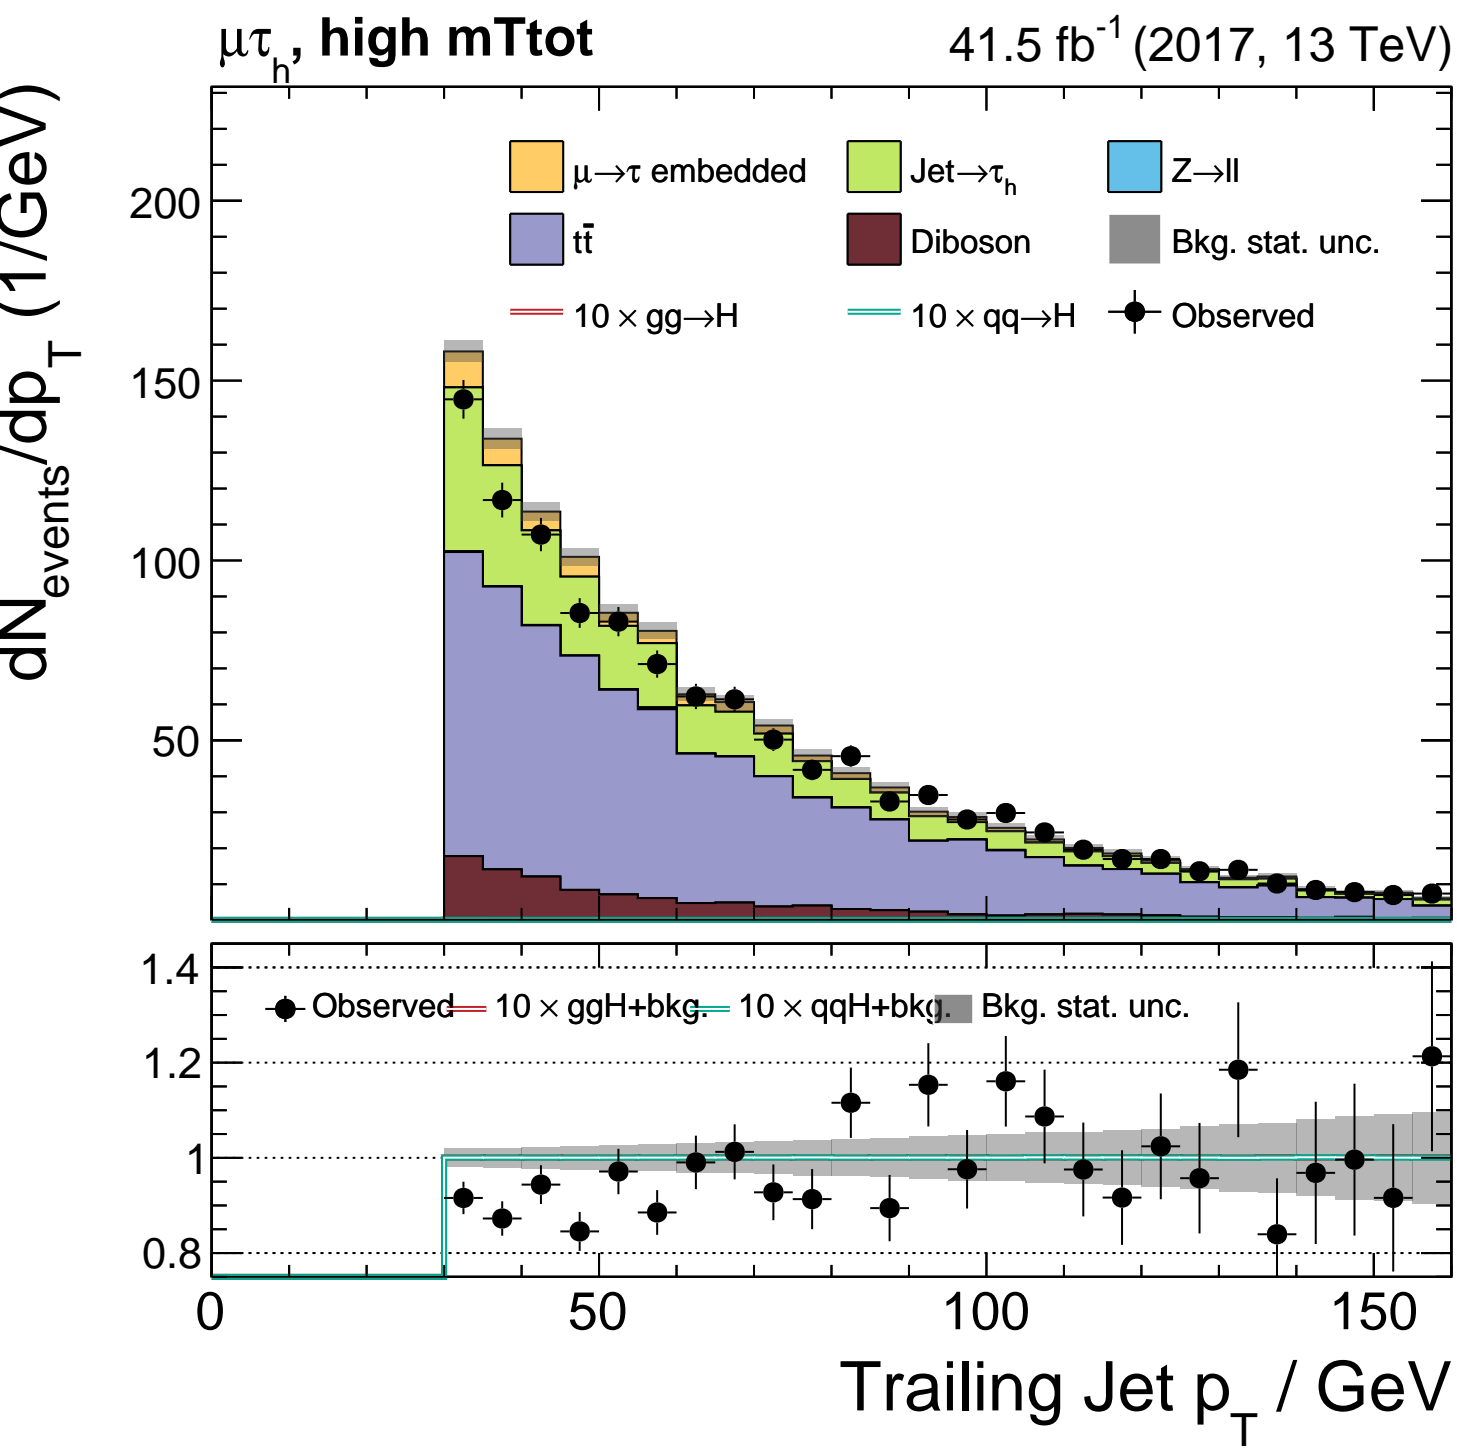 μτh, high mTtot 41.5 fb-1 (2017, 13 TeV)
dNevents/dpT (1/GeV)
200
150
100
50
μ→τ embedded Jet→τh Z→ll
tt̄ Diboson Bkg. stat. unc.
10 × gg→H 10 × qq→H Observed
1.4
1.2
1
0.8
Observed 10 × ggH+bkg. 10 × qqH+bkg. Bkg. stat. unc.
0 50 100 150
Trailing Jet pT / GeV